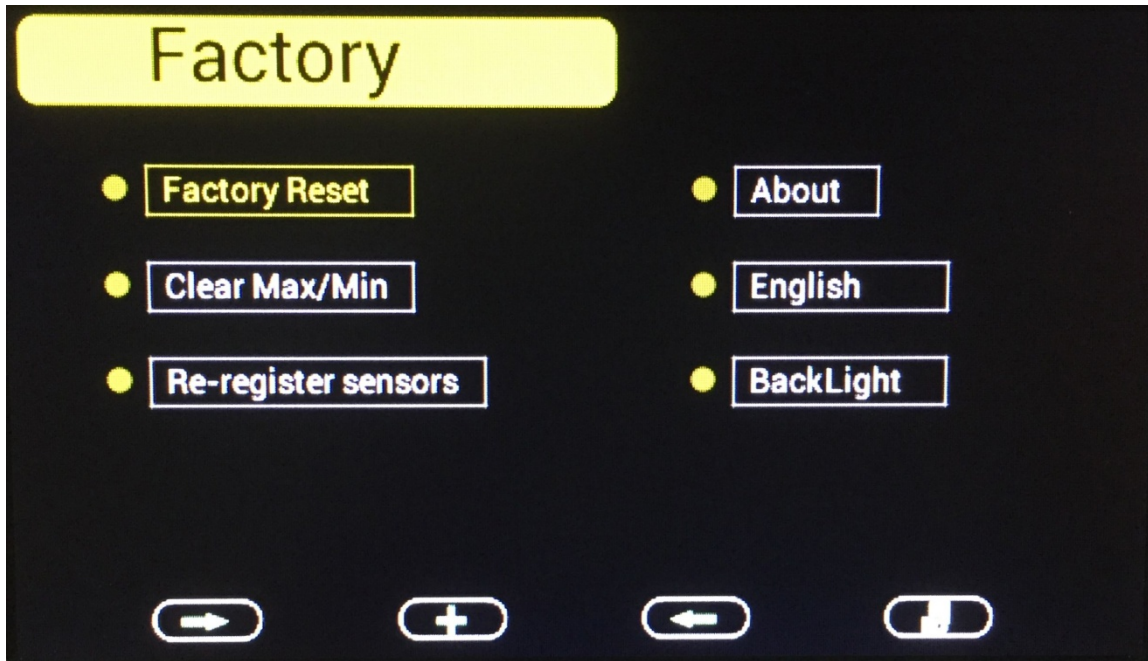 Factory
Factory Reset
Clear Max/Min
Re-register sensors
About
English
BackLight